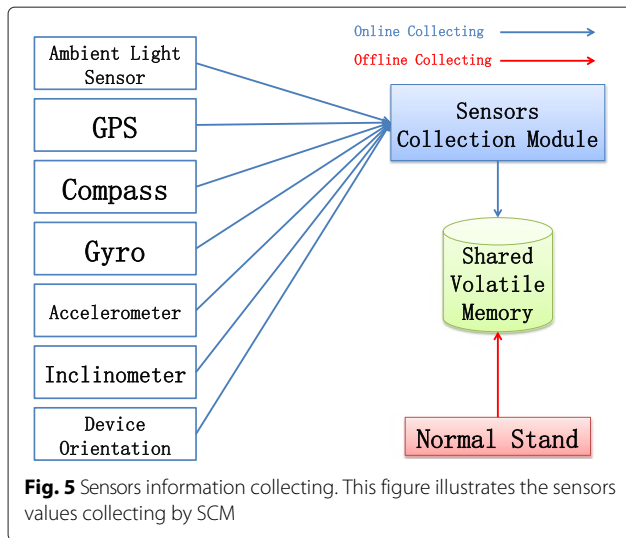 Online Collecting
Offline Collecting
Ambient Light
Sensor
GPS
Compass
Gyro
Accelerometer
Inclinometer
Device
Orientation
Sensors
Collection Module
Shared
Volatile
Memory
Normal Stand
Fig. 5 Sensors information collecting. This figure illustrates the sensors
values collecting by SCM